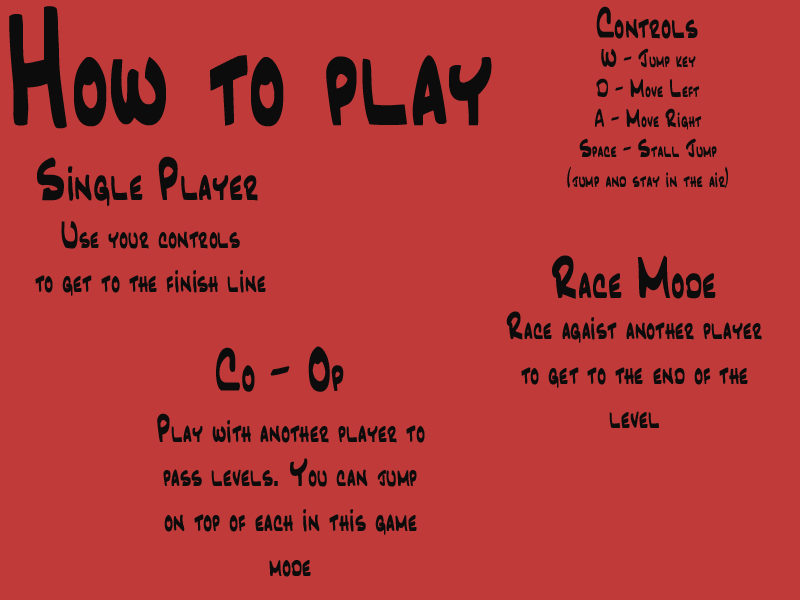 How to play
Single Player
Use your controls
to get to the finish line
Controls
W - Jump key
D - Move Left
A - Move Right
Space - Stall Jump
(jump and stay in the air)
Race Mode
Race agaist another player
to get to the end of the
level
Co - Op
Play with another player to
pass levels. You can jump
on top of each in this game
mode